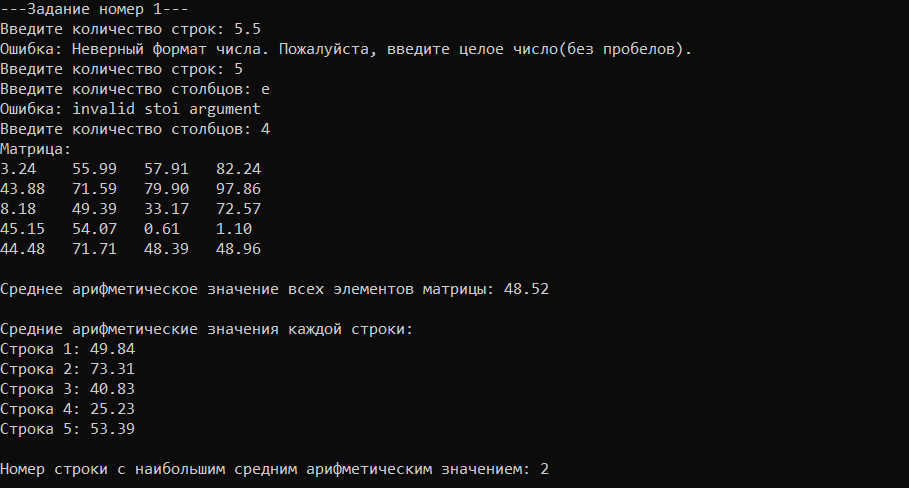 ---Задание номер 1---
Введите количество строк: 5.5
Ошибка: Неверный формат числа. Пожалуйста, введите целое число(без пробелов).
Введите количество строк: 5
Введите количество столбцов: e
Ошибка: invalid stoi argument
Введите количество столбцов: 4
Матрица:
3.24 55.99 57.91 82.24
43.88 71.59 79.90 97.86
8.18 49.39 33.17 72.57
45.15 54.07 0.61 1.10
44.48 71.71 48.39 48.96
Среднее арифметическое значение всех элементов матрицы: 48.52
Средние арифметические значения каждой строки:
Строка 1: 49.84
Строка 2: 73.31
Строка 3: 40.83
Строка 4: 25.23
Строка 5: 53.39
Номер строки с наибольшим средним арифметическим значением: 2